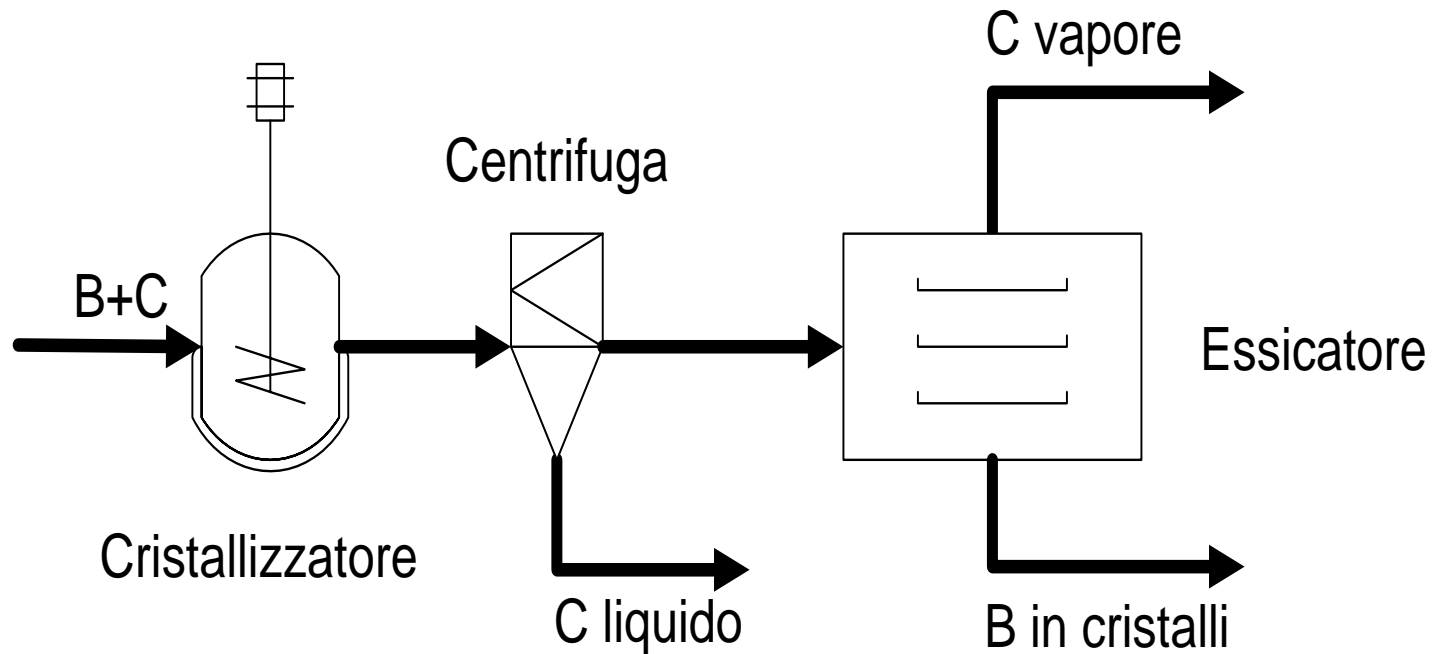 C vapore
Centrifuga
B+C
Essicatore
Cristallizzatore
C liquido
B in cristalli